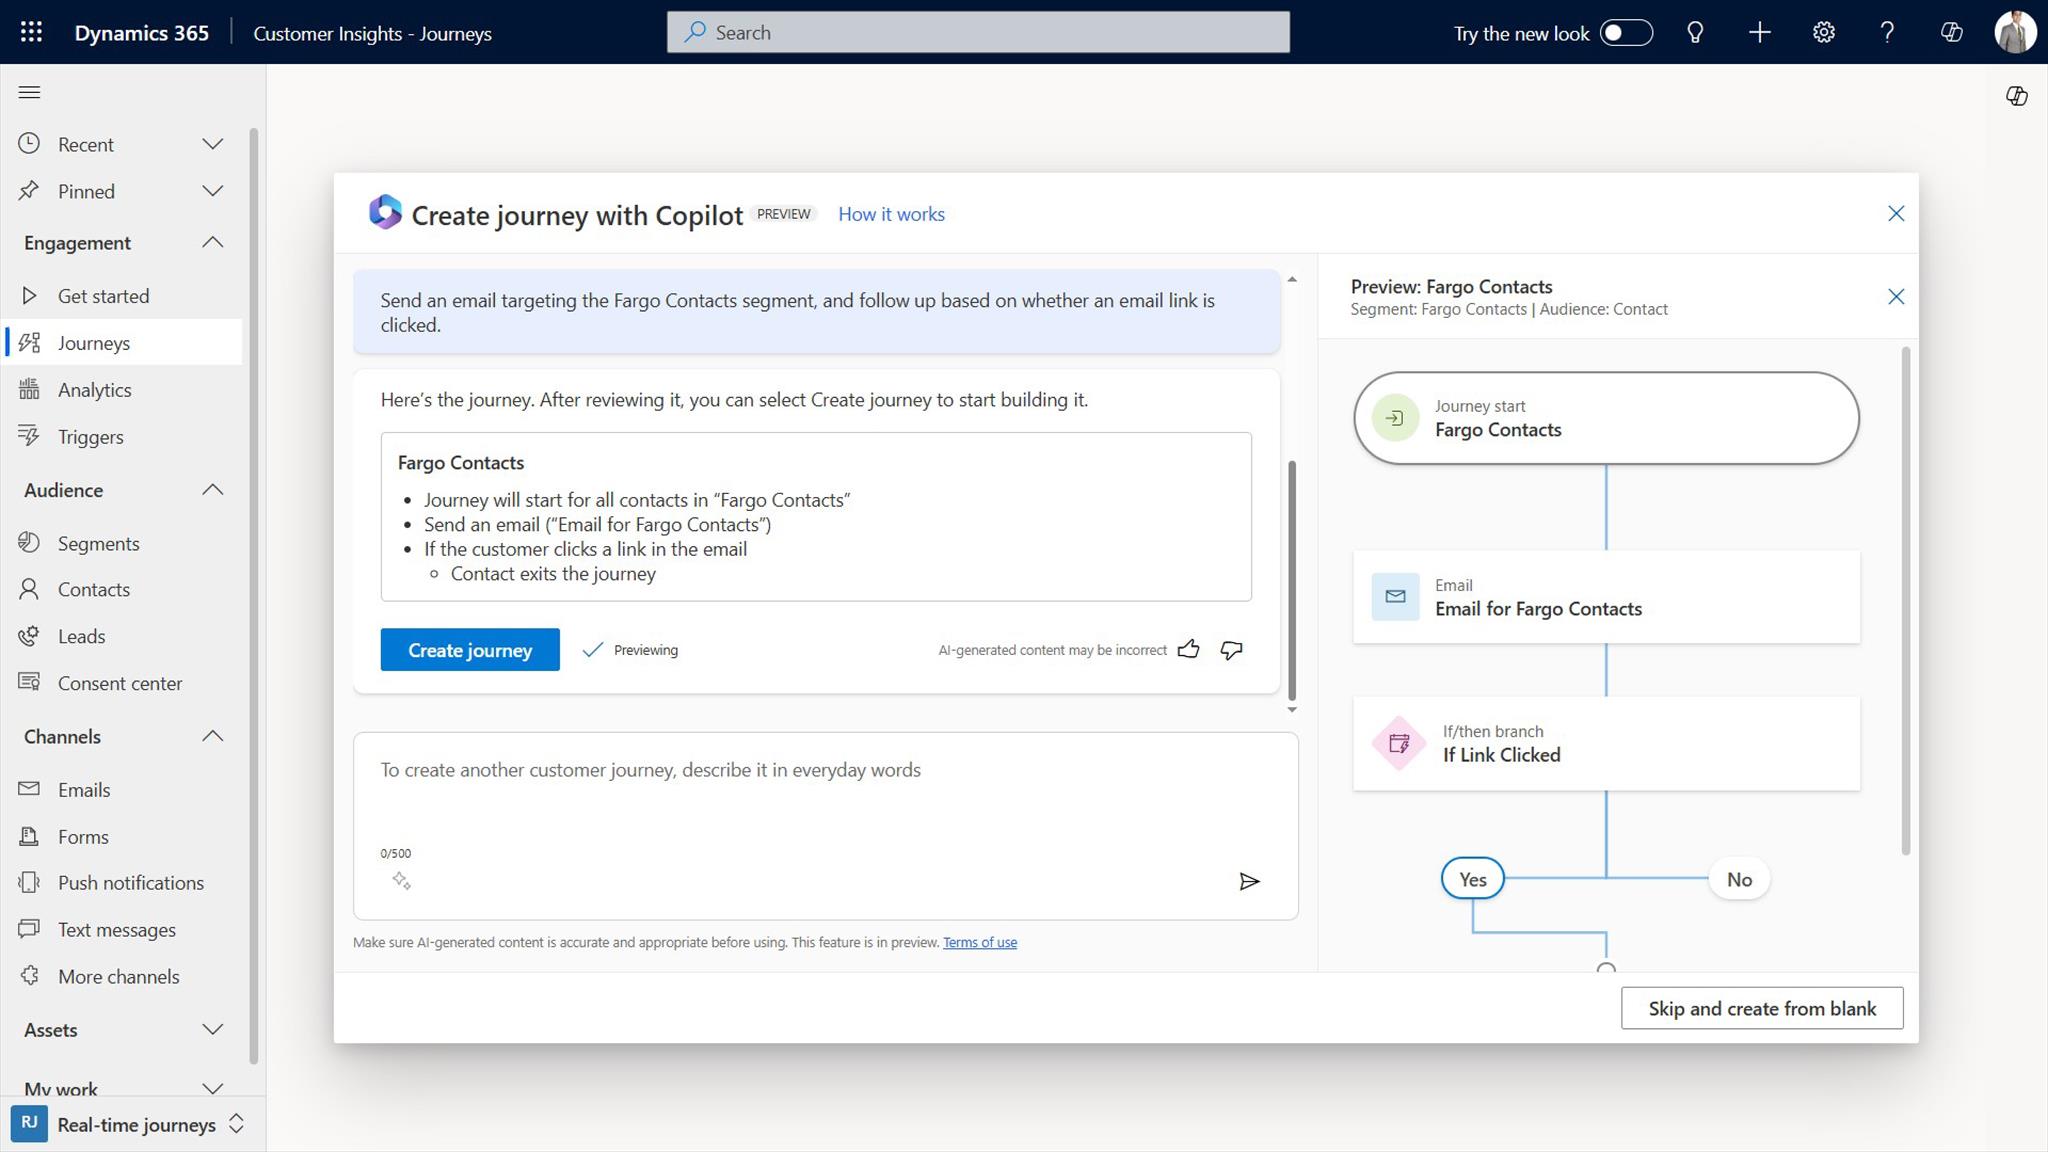 Dynamics 365
Customer Insights - Journeys
Search
Try the new look
Recent
Pinned
Engagement
Get started
Journeys
Analytics
Triggers
Audience
Segments
Contacts
Leads
Consent center
Channels
Emails
Forms
Push notifications
Text messages
More channels
Assets
My work
RJ
Real-time journeys
Create journey with Copilot
PREVIEW
How it works
Send an email targeting the Fargo Contacts segment, and follow up based on whether an email link is
clicked.
Here’s the journey. After reviewing it, you can select Create journey to start building it.
Fargo Contacts
• Journey will start for all contacts in “Fargo Contacts”
• Send an email (“Email for Fargo Contacts”)
• If the customer clicks a link in the email
○ Contact exits the journey
Create journey
Previewing
AI-generated content may be incorrect
To create another customer journey, describe it in everyday words
0/500
Make sure AI-generated content is accurate and appropriate before using. This feature is in preview. Terms of use
Preview: Fargo Contacts
Segment: Fargo Contacts | Audience: Contact
Journey start
Fargo Contacts
Email
Email for Fargo Contacts
If/then branch
If Link Clicked
Yes
No
Skip and create from blank